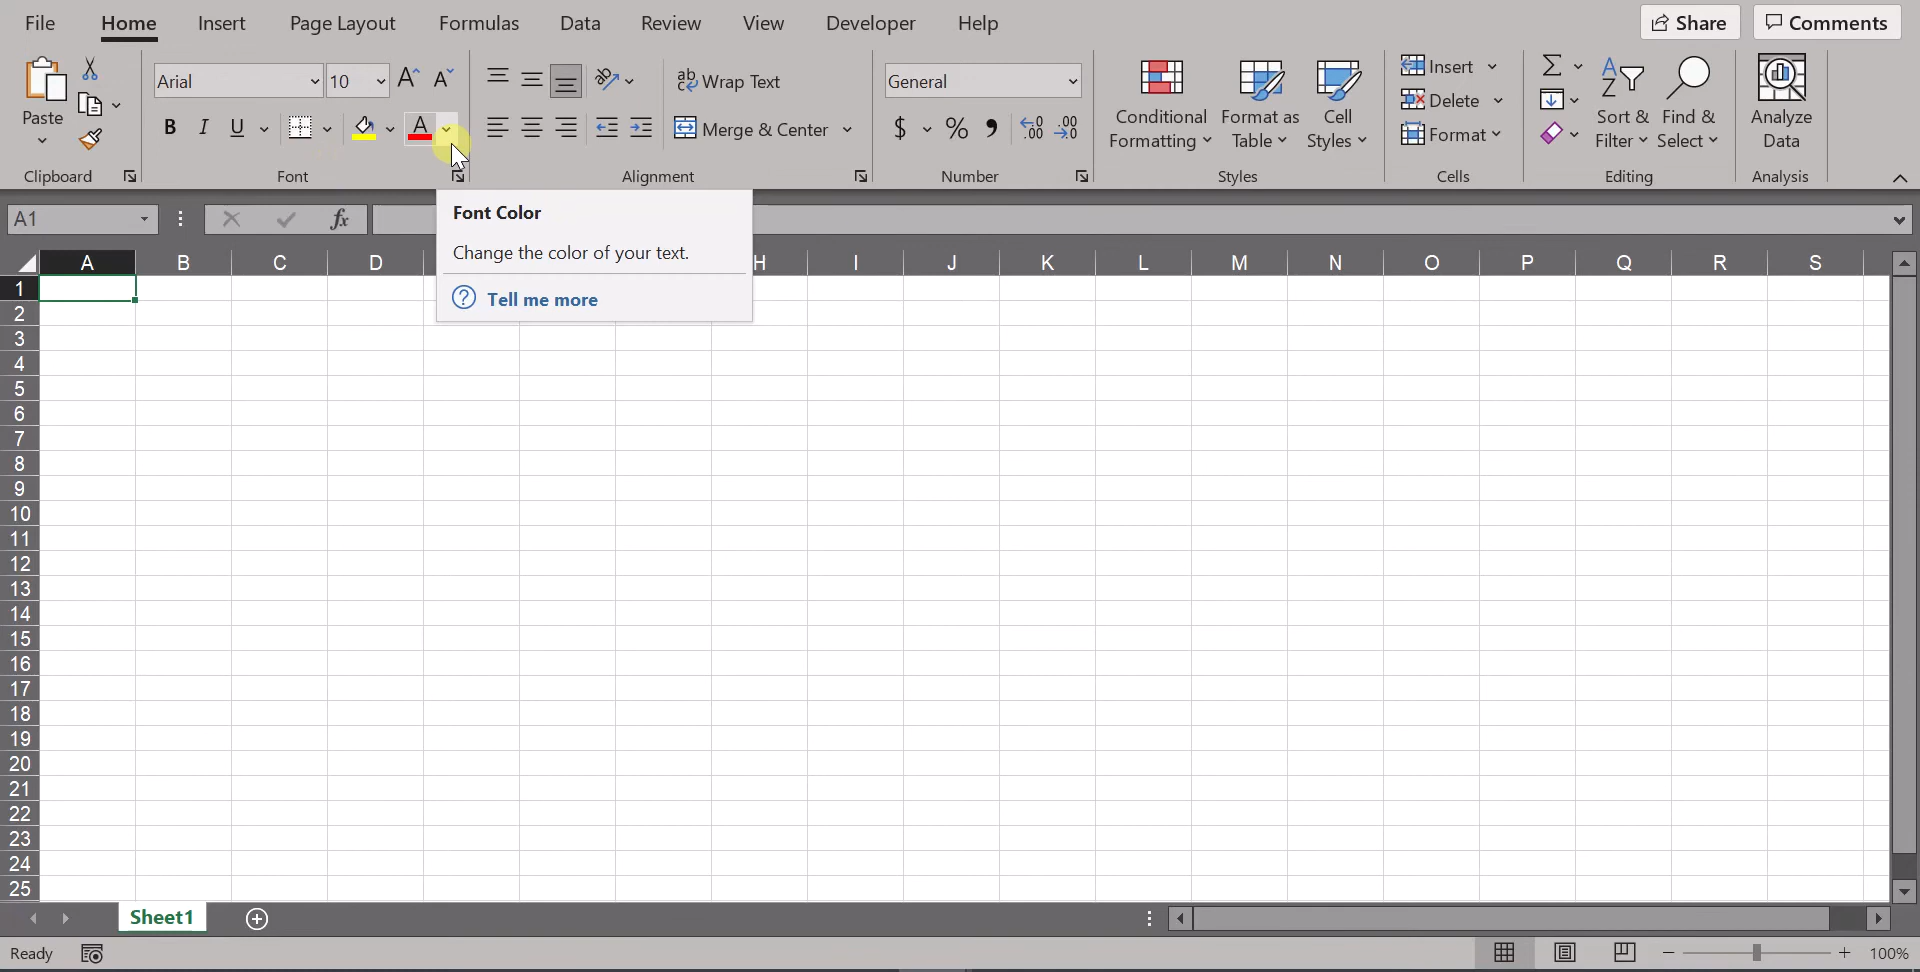 File Home Insert Page Layout Formulas Data Review View Developer Help Share Comments
Paste
Clipboard
Arial 10
B I U A
Font
ab Wrap Text
Merge & Center
Alignment
General
$ % , .00 .0
Number
Conditional Formatting
Format as Table
Cell Styles
Styles
Insert
Delete
Format
Cells
Σ
Sort & Filter
Find & Select
Editing
Analyze Data
Analysis
A1 fx
Font Color
Change the color of your text.
Tell me more
A B C D H I J K L M N O P Q R S
1
2
3
4
5
6
7
8
9
10
11
12
13
14
15
16
17
18
19
20
21
22
23
24
25
Sheet1
Ready 100%